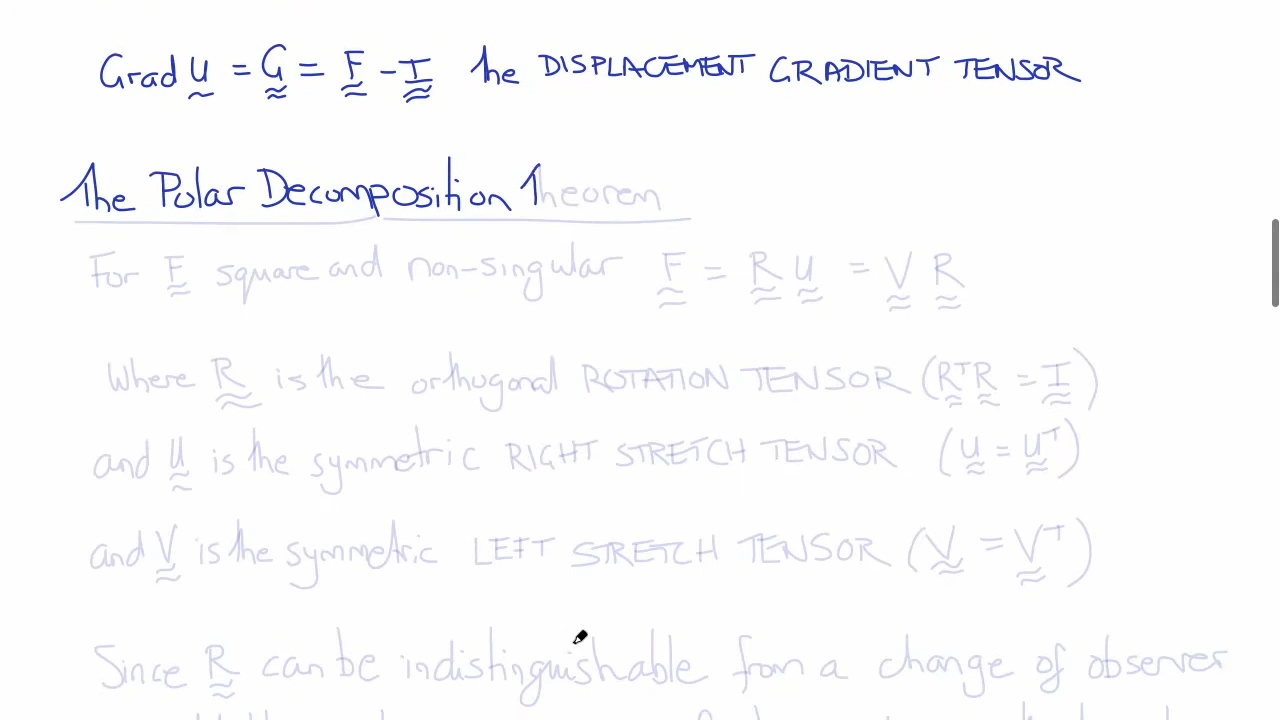 Grad u = G = F - I the DISPLACEMENT GRADIENT TENSOR
The Polar Decomposition Theorem
For F square and non-singular F = R U = V R
Where R is the orthogonal ROTATION TENSOR (RᵀR = I)
and U is the symmetric RIGHT STRETCH TENSOR (U = Uᵀ)
and V is the symmetric LEFT STRETCH TENSOR (V = Vᵀ)
Since R can be indistinguishable from a change of observer